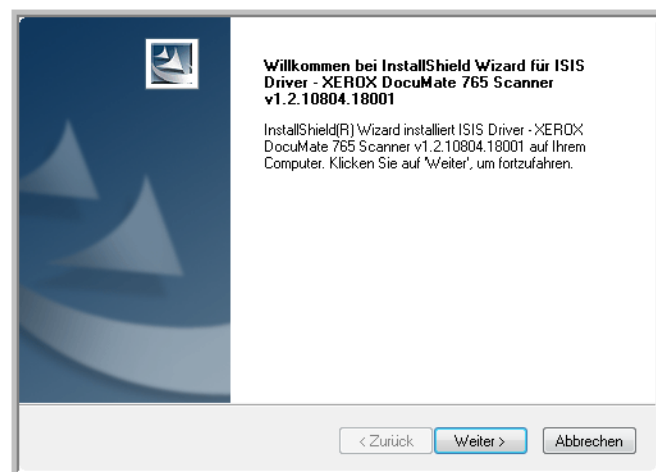 Willkommen bei InstallShield Wizard für ISIS
Driver - XEROX DocuMate 765 Scanner
v1.2.10804.18001
InstallShield(R) Wizard installiert ISIS Driver - XEROX
DocuMate 765 Scanner v1.2.10804.18001 auf Ihrem
Computer. Klicken Sie auf 'Weiter', um fortzufahren.
< Zurück Weiter > Abbrechen